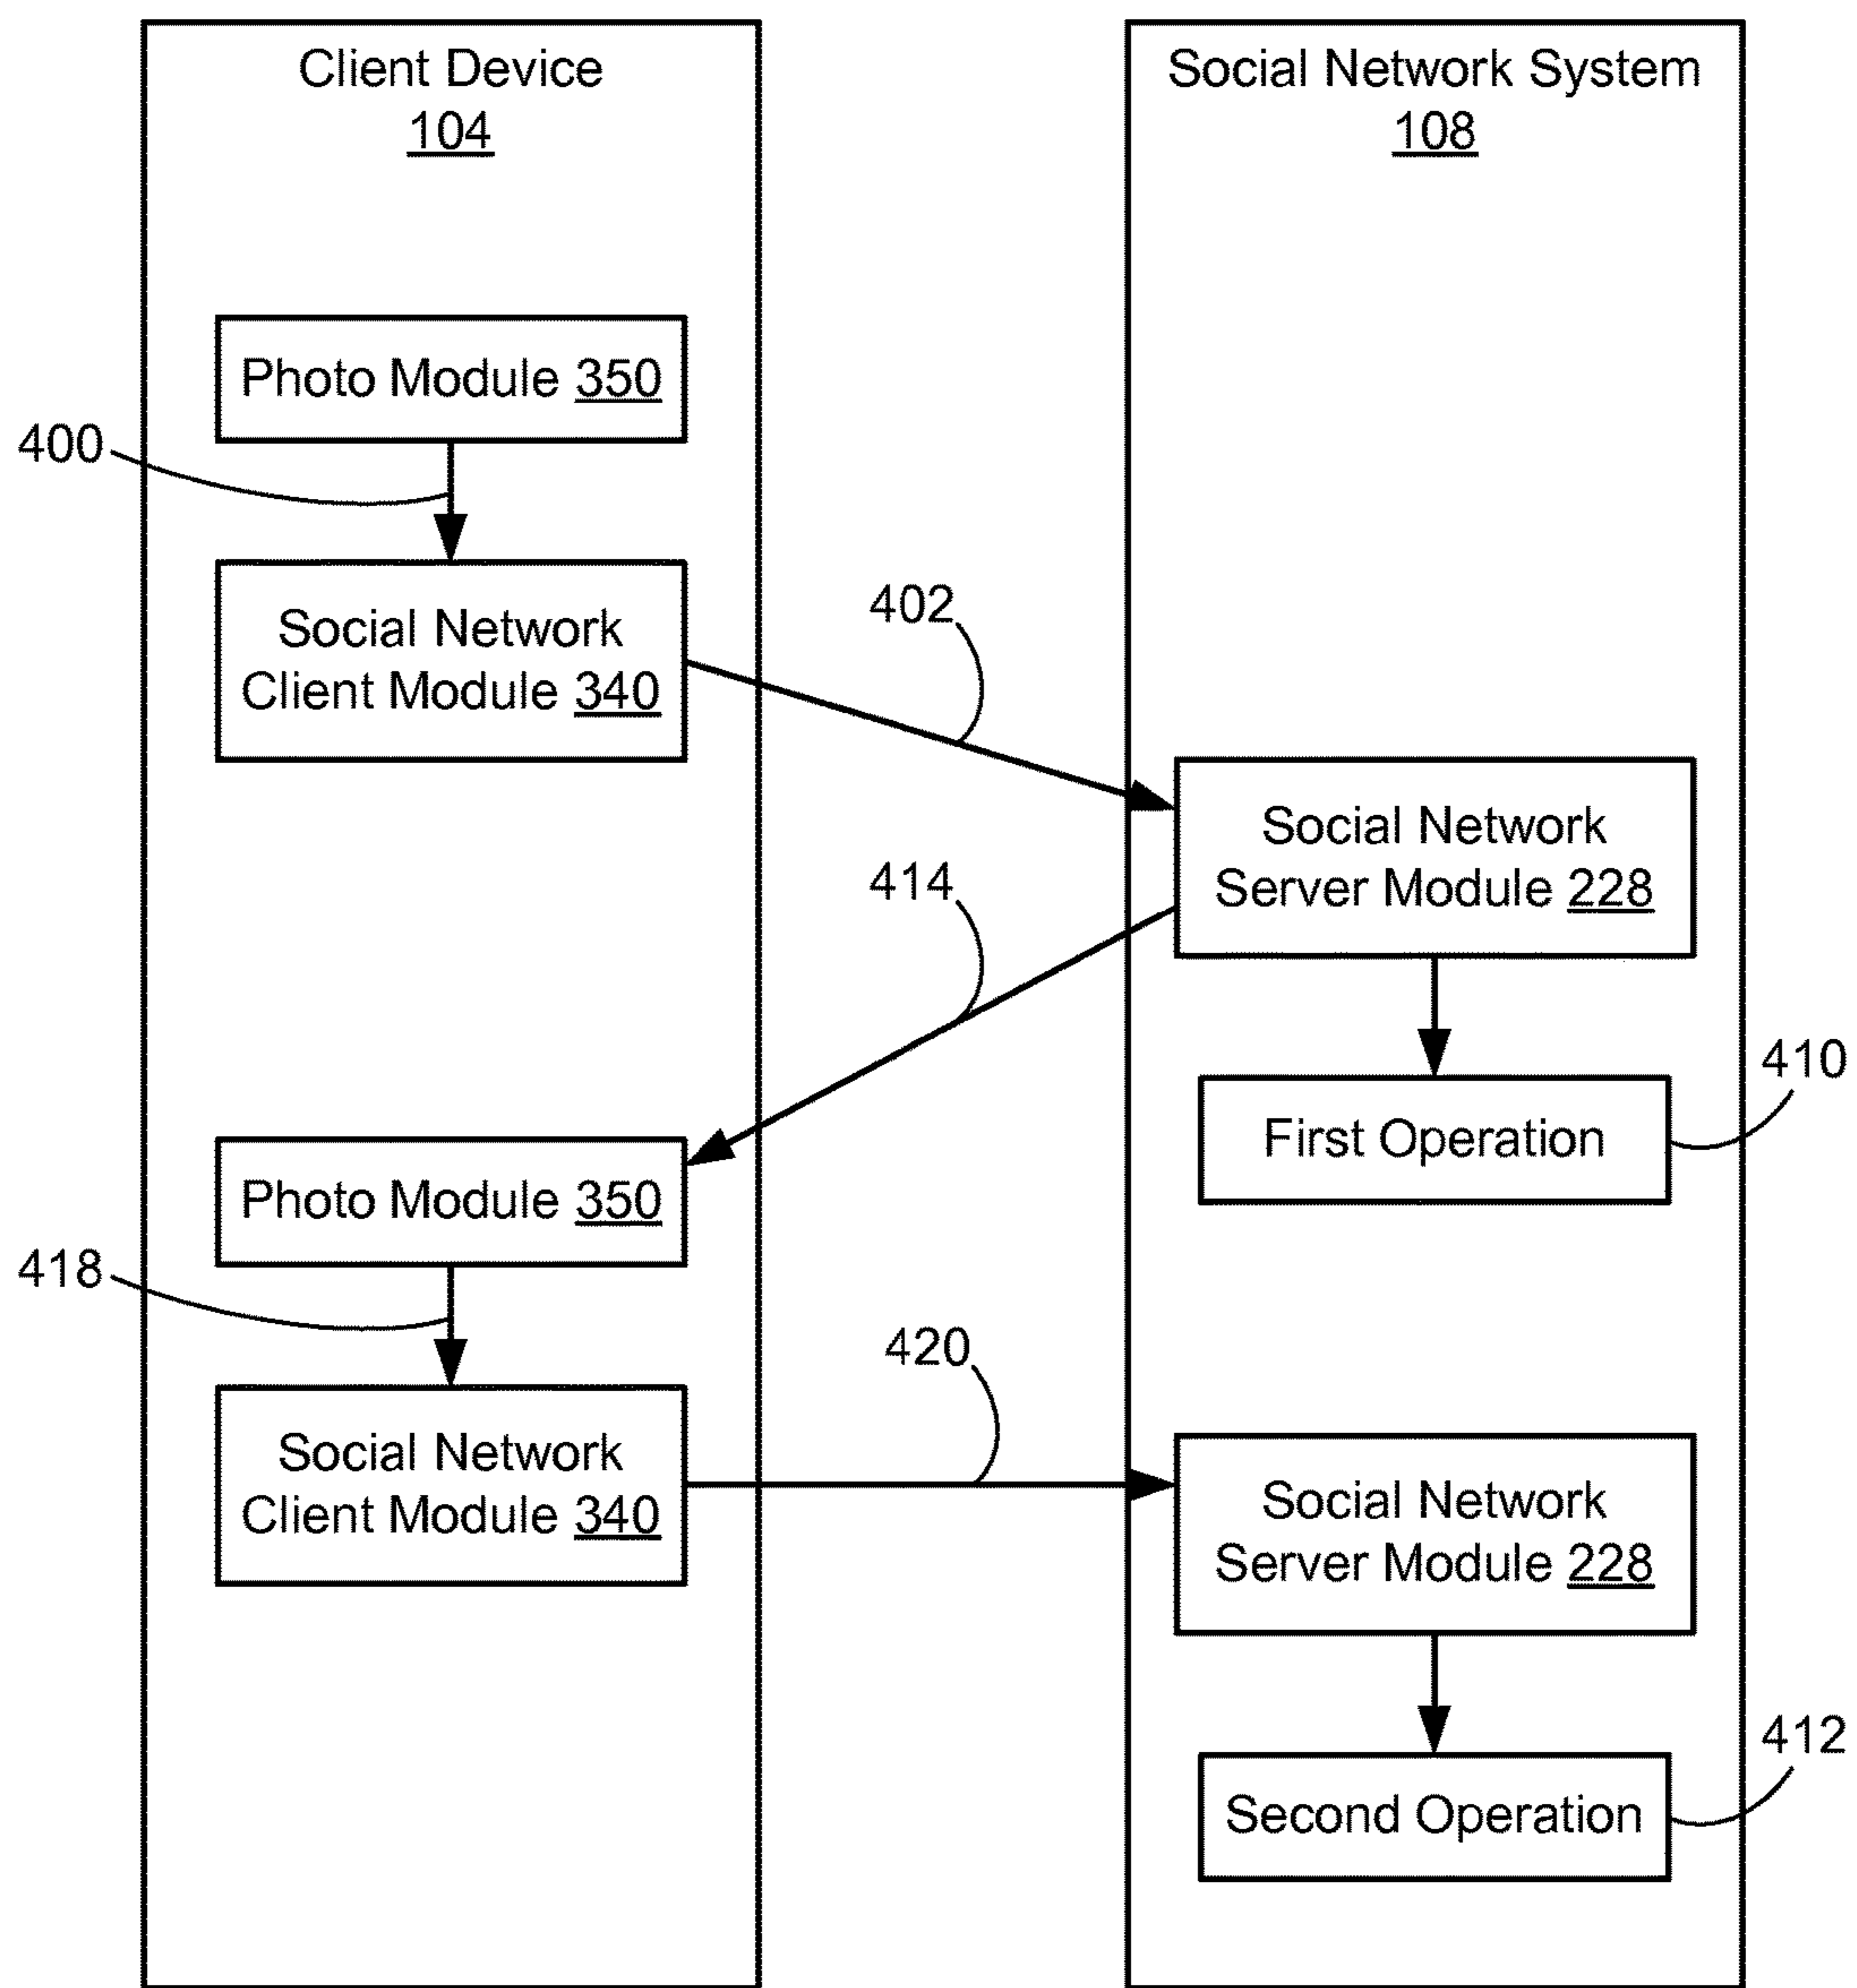 Client Device
104
Social Network System
108
Photo Module 350
400
Social Network
Client Module 340
402
Social Network
Server Module 228
414
410
First Operation
Photo Module 350
418
420
Social Network
Client Module 340
Social Network
Server Module 228
412
Second Operation